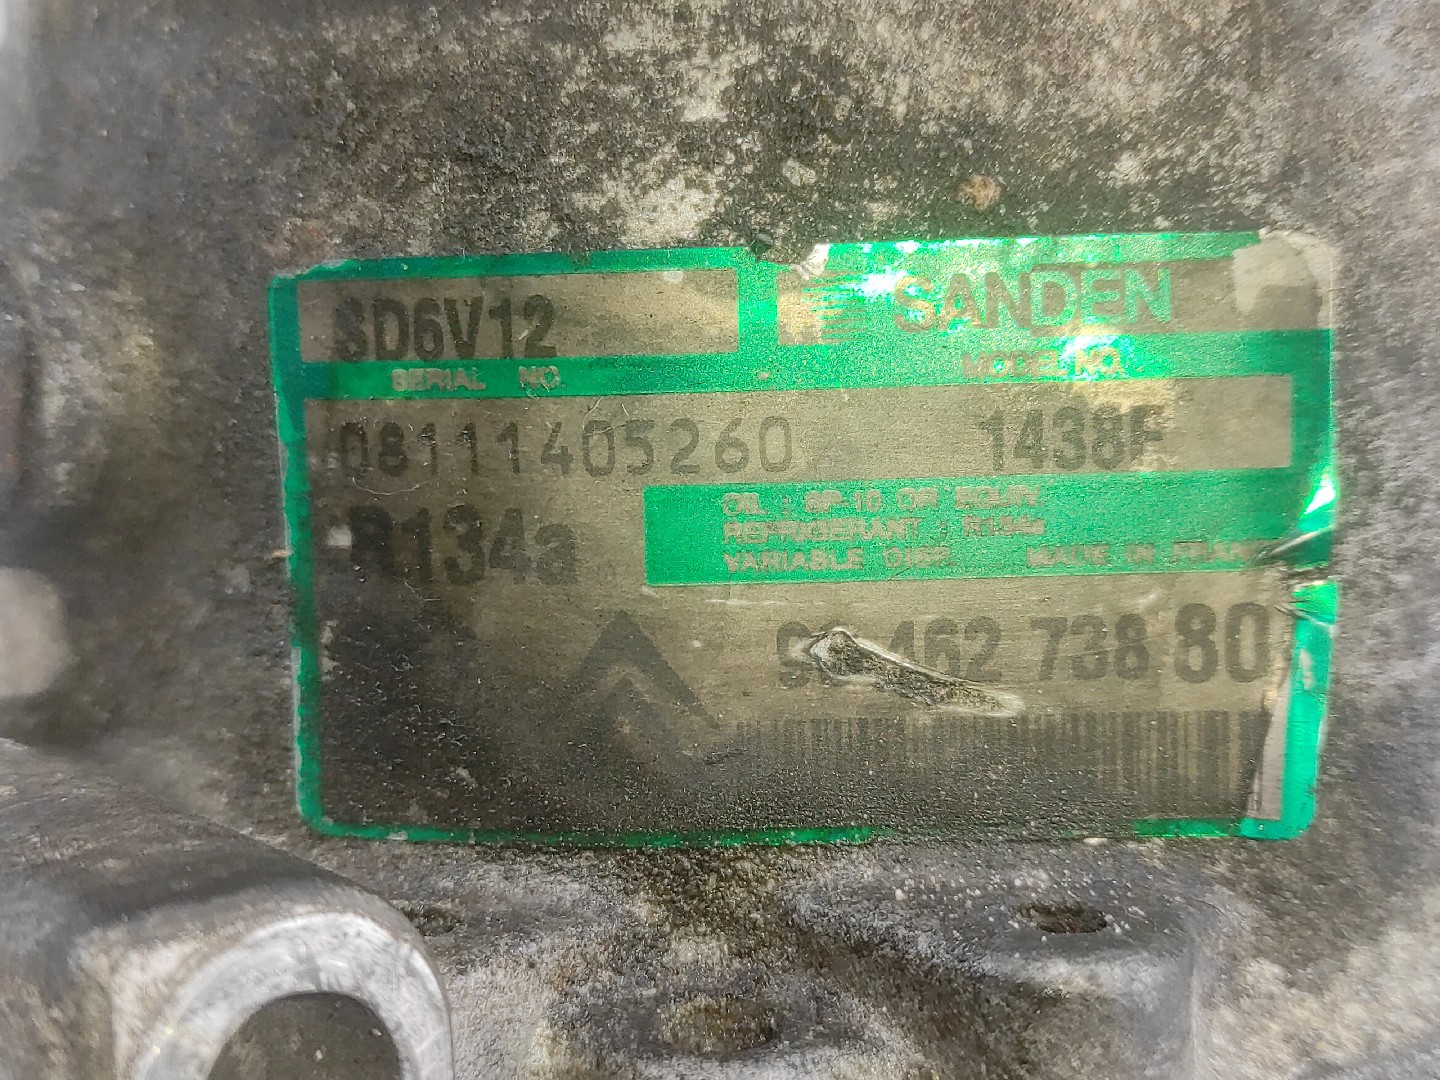 SD6V12 SANDEN
SERIAL NO. MODEL NO.
08111405260 1438F
OIL : SP-10 OR EQUIV.
REFRIGERANT : R134a
R134a
VARIABLE DISP. MADE IN FRANCE
462 738 80